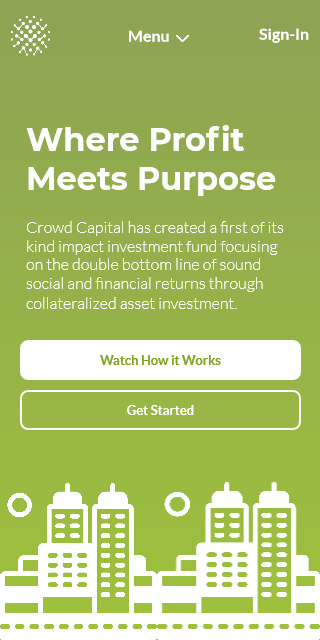 Menu
Sign-In
Where Profit
Meets Purpose
Crowd Capital has created a first of its
kind impact investment fund focusing
on the double bottom line of sound
social and financial returns through
collateralized asset investment.
Watch How it Works
Get Started